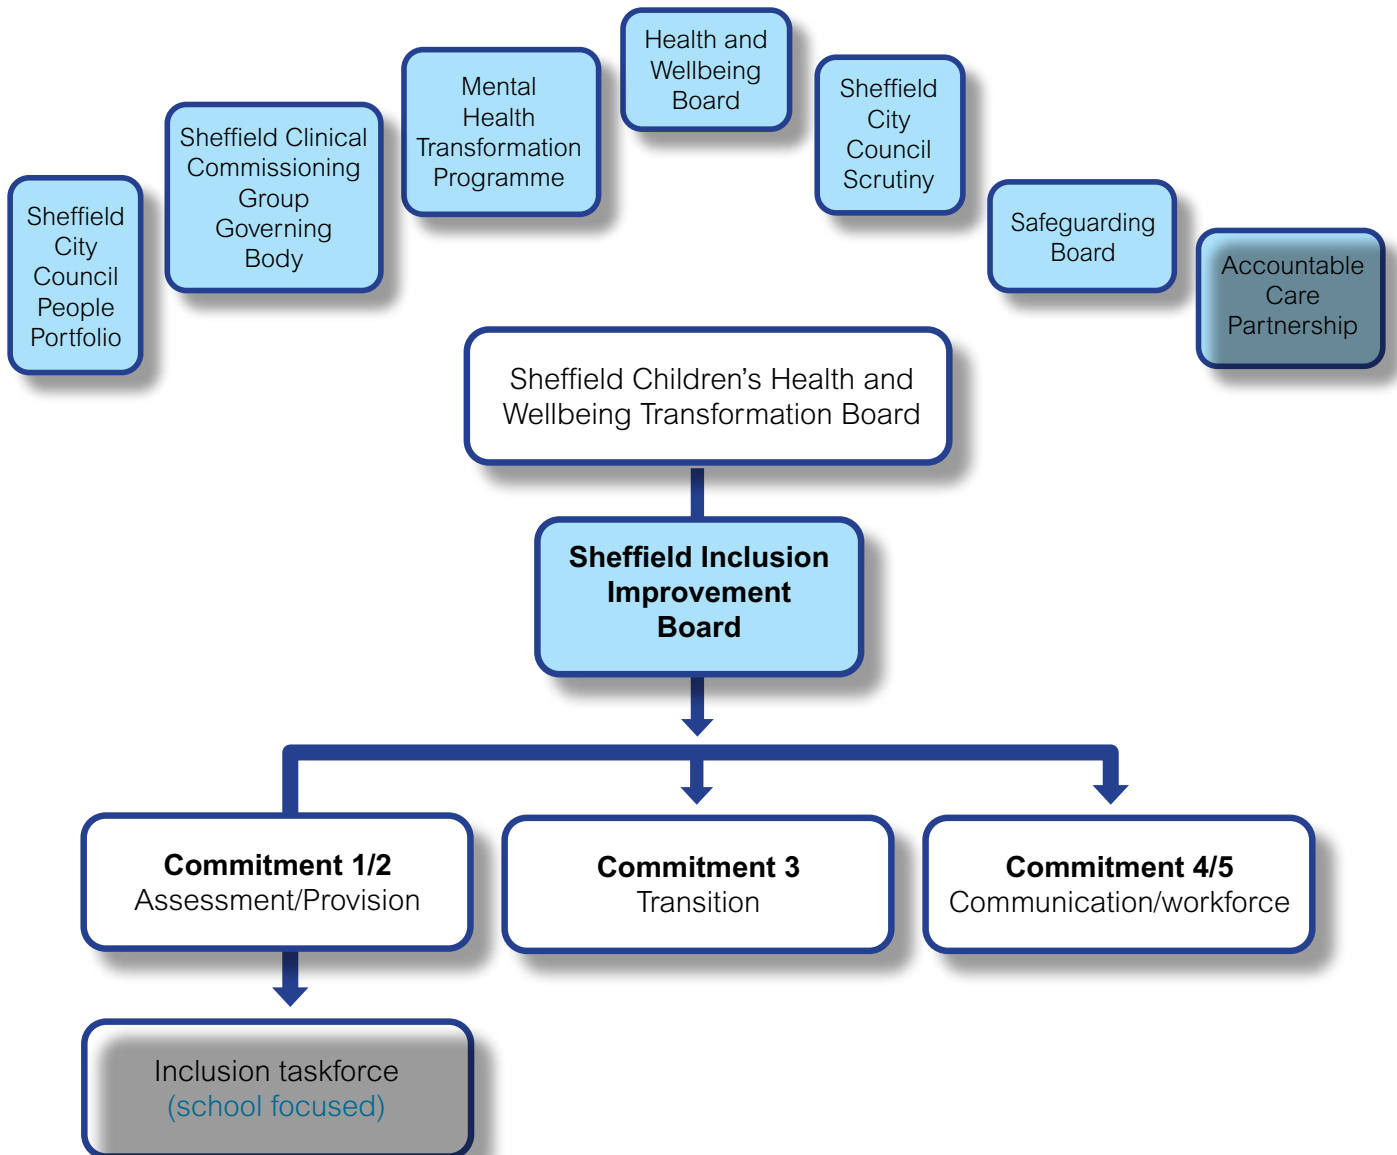 Sheffield
City
Council
People
Portfolio
Sheffield Clinical
Commissioning
Group
Governing
Body
Mental
Health
Transformation
Programme
Health and
Wellbeing
Board
Sheffield
City
Council
Scrutiny
Safeguarding
Board
Accountable
Care
Partnership
Sheffield Children’s Health and
Wellbeing Transformation Board
Sheffield Inclusion
Improvement
Board
Commitment 1/2
Assessment/Provision
Commitment 3
Transition
Commitment 4/5
Communication/workforce
Inclusion taskforce
(school focused)